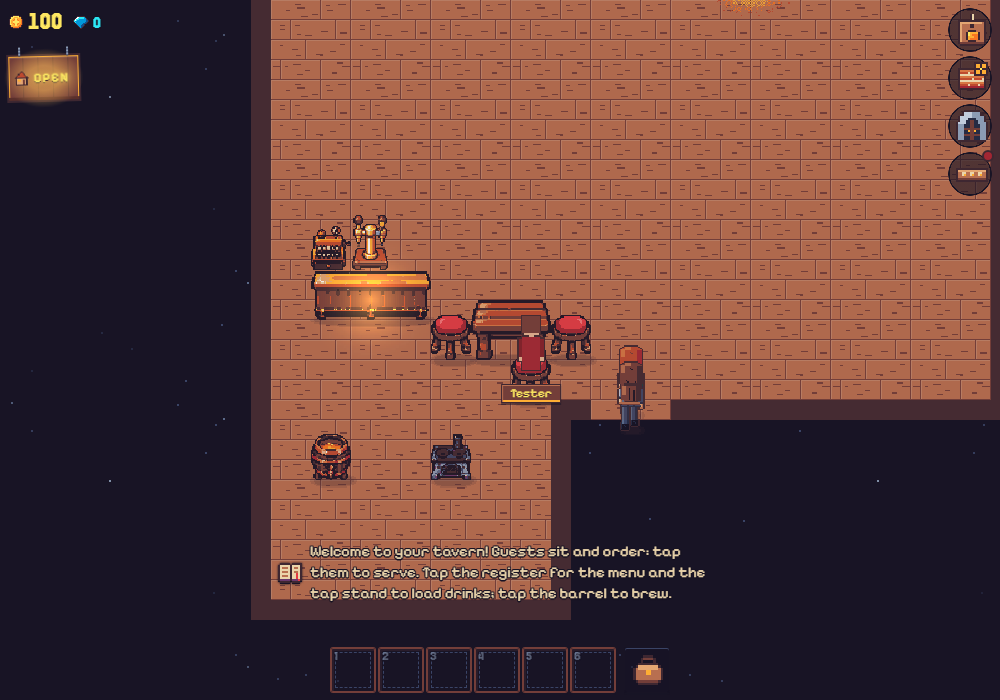 100
0
OPEN
Tester
Welcome to your tavern! Guests sit and order: tap
them to serve. Tap the register for the menu and the
tap stand to load drinks; tap the barrel to brew.
1 2 3 4 5 6